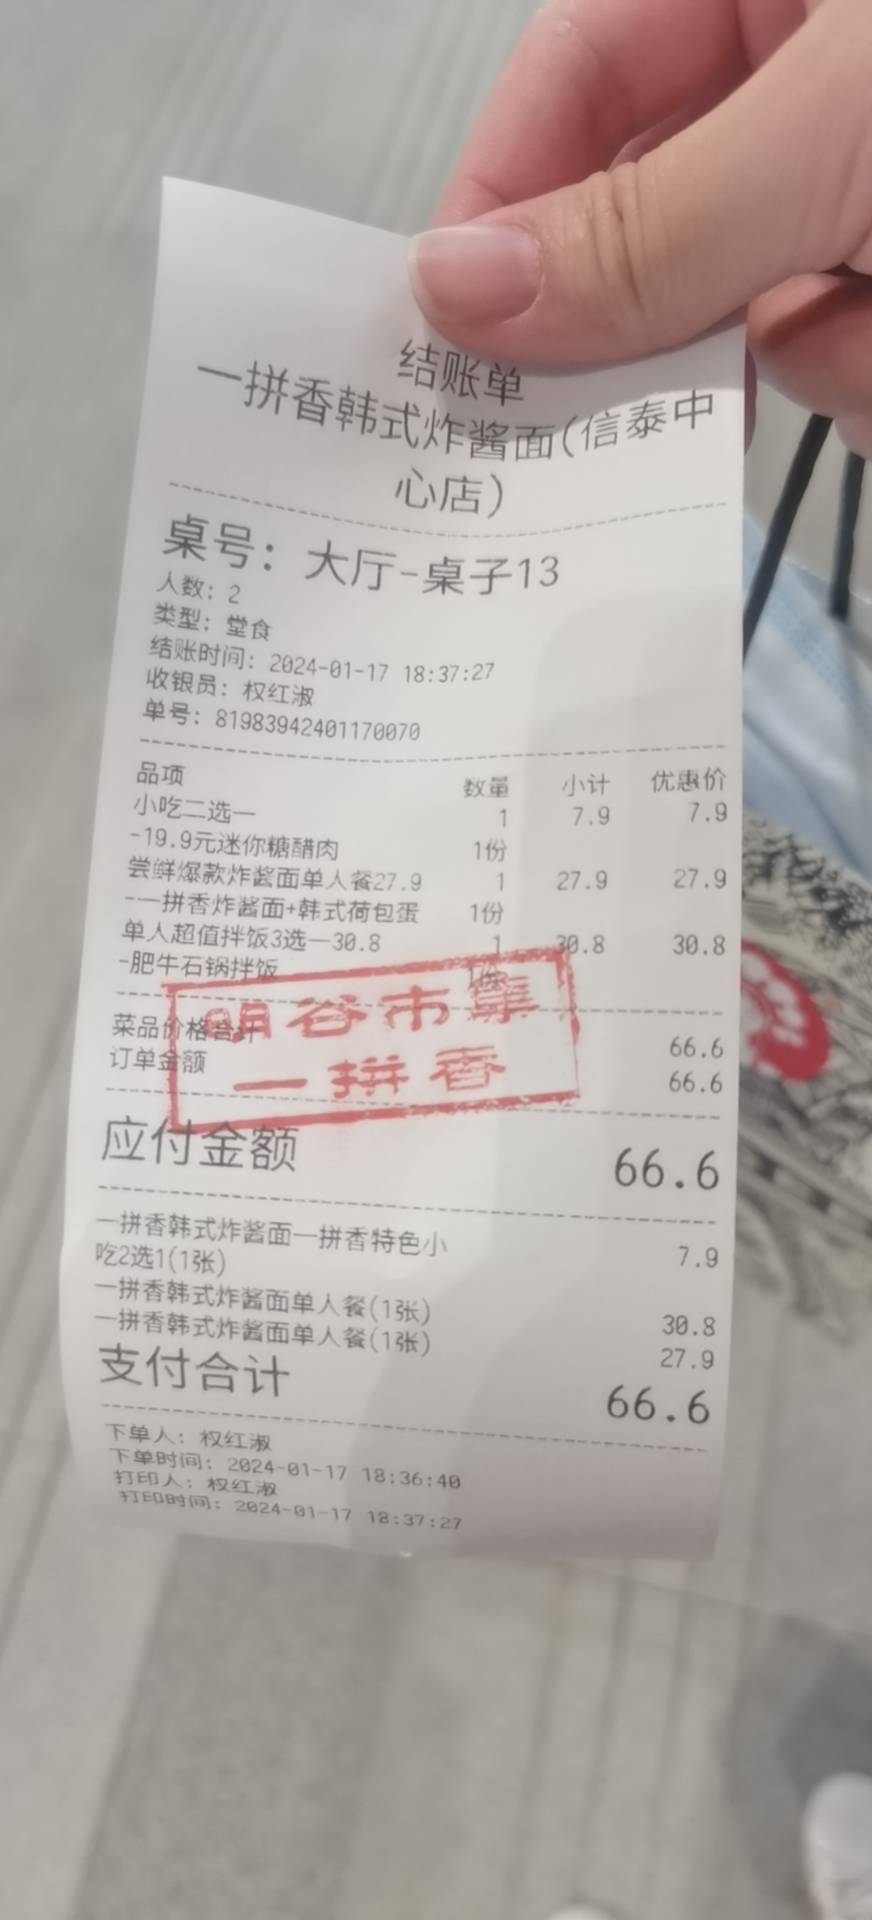 结账单
一拼香韩式炸酱面(信泰中
心店)
桌号: 大厅-桌子13
人数: 2
类型: 堂食
结账时间: 2024-01-17 18:37:27
收银员: 权红淑
单号: 81983942401170070
品项 数量 小计 优惠价
小吃二选一 1 7.9 7.9
-19.9元迷你糖醋肉 1份
尝鲜爆款炸酱面单人餐27.9 1 27.9 27.9
-一拼香炸酱面+韩式荷包蛋 1份
单人超值拌饭3选一30.8 1 30.8 30.8
-肥牛石锅拌饭 1份
明谷市集
一拼香
菜品价格合计 66.6
订单金额 66.6
应付金额 66.6
一拼香韩式炸酱面一拼香特色小
吃2选1(1张) 7.9
一拼香韩式炸酱面单人餐(1张) 30.8
一拼香韩式炸酱面单人餐(1张) 27.9
支付合计 66.6
下单人: 权红淑
下单时间: 2024-01-17 18:36:40
打印人: 权红淑
打印时间: 2024-01-17 18:37:27